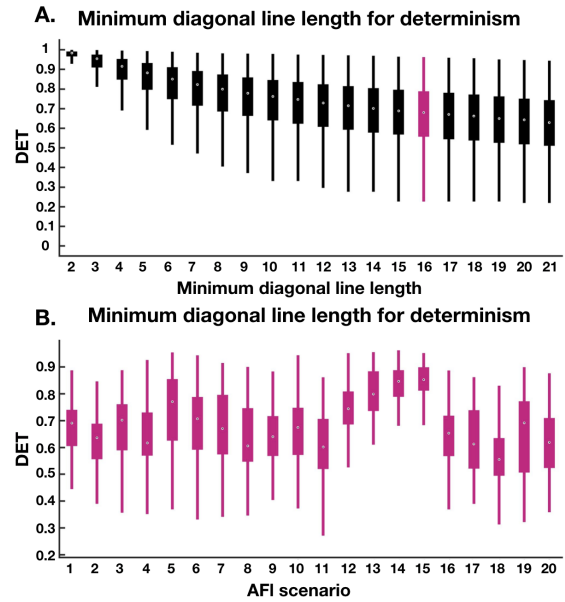 A. Minimum diagonal line length for determinism
1
0.9
0.8
0.7
0.6
0.5
0.4
0.3
0.2
0.1
0
DET
2 3 4 5 6 7 8 9 10 11 12 13 14 15 16 17 18 19 20 21
Minimum diagonal line length
B. Minimum diagonal line length for determinism
0.9
0.8
0.7
0.6
0.5
0.4
0.3
0.2
DET
1 2 3 4 5 6 7 8 9 10 11 12 13 14 15 16 17 18 19 20
AFI scenario